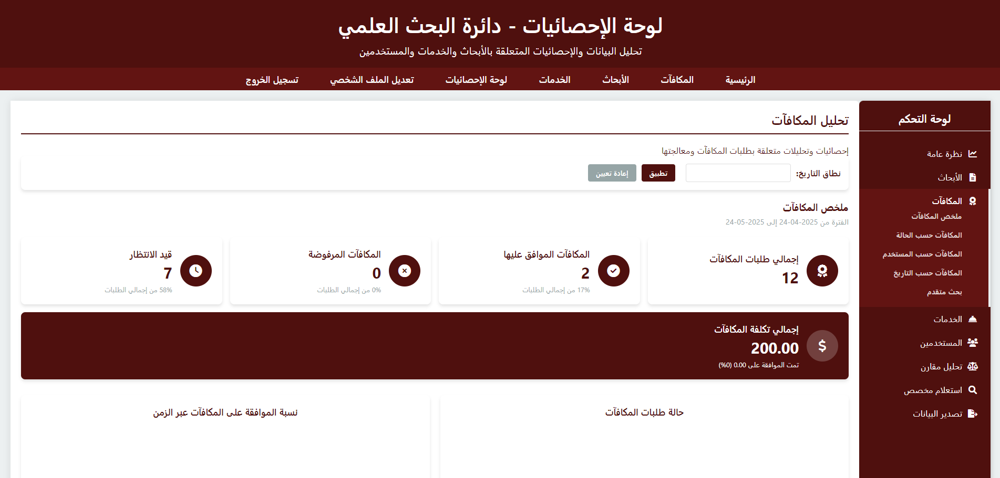 لوحة الإحصائيات - دائرة البحث العلمي
تحليل البيانات والإحصائيات المتعلقة بالأبحاث والخدمات والمستخدمين
الرئيسية
المكافآت
الأبحاث
الخدمات
لوحة الإحصائيات
تعديل الملف الشخصي
تسجيل الخروج
لوحة التحكم
نظرة عامة
الأبحاث
المكافآت
ملخص المكافآت
المكافآت حسب الحالة
المكافآت حسب المستخدم
المكافآت حسب التاريخ
بحث متقدم
الخدمات
المستخدمين
تحليل مقارن
استعلام مخصص
تصدير البيانات
تحليل المكافآت
إحصائيات وتحليلات متعلقة بطلبات المكافآت ومعالجتها
نطاق التاريخ:
تطبيق
إعادة تعيين
ملخص المكافآت
الفترة من 2025-04-24 إلى 2025-05-24
إجمالي طلبات المكافآت
12
المكافآت الموافق عليها
2
17% من إجمالي الطلبات
المكافآت المرفوضة
0
0% من إجمالي الطلبات
قيد الانتظار
7
58% من إجمالي الطلبات
إجمالي تكلفة المكافآت
200.00
تمت الموافقة على 0.00 (0%)
حالة طلبات المكافآت
نسبة الموافقة على المكافآت عبر الزمن